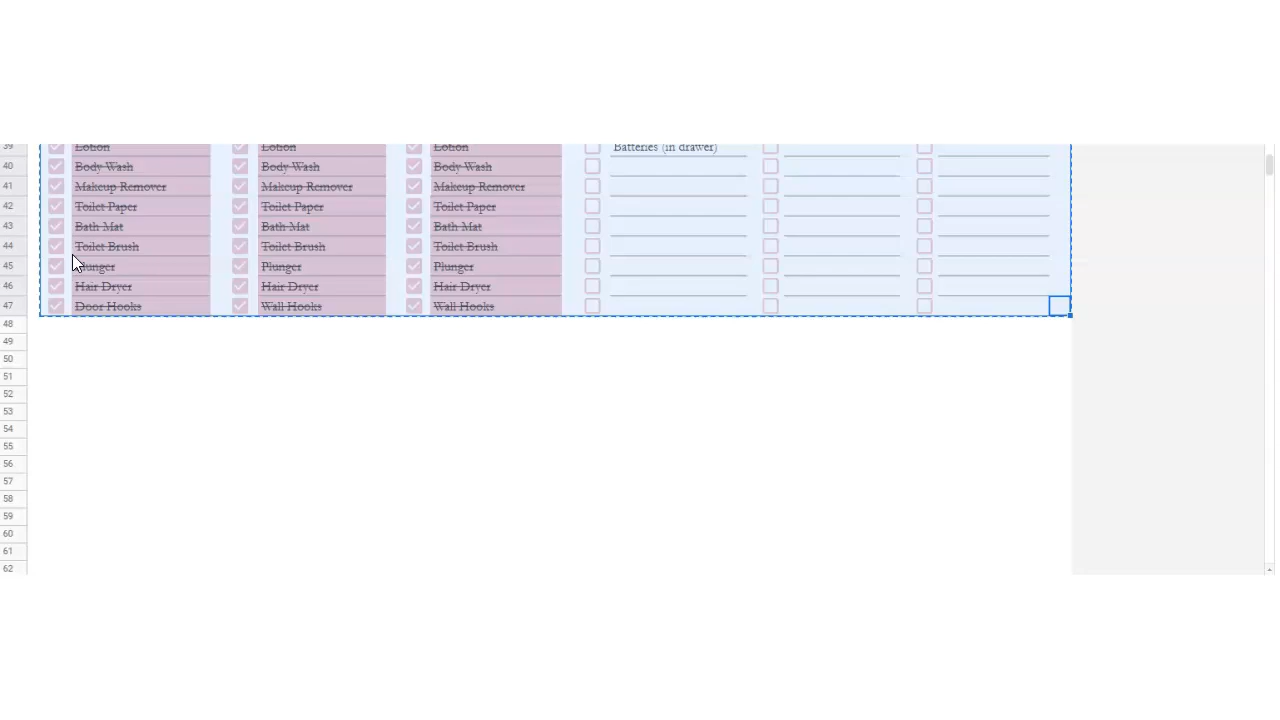 39 Lotion Lotion Lotion Batteries (in drawer)
40 Body Wash Body Wash Body Wash
41 Makeup Remover Makeup Remover Makeup Remover
42 Toilet Paper Toilet Paper Toilet Paper
43 Bath Mat Bath Mat Bath Mat
44 Toilet Brush Toilet Brush Toilet Brush
45 Plunger Plunger Plunger
46 Hair Dryer Hair Dryer Hair Dryer
47 Door Hooks Wall Hooks Wall Hooks
48
49
50
51
52
53
54
55
56
57
58
59
60
61
62